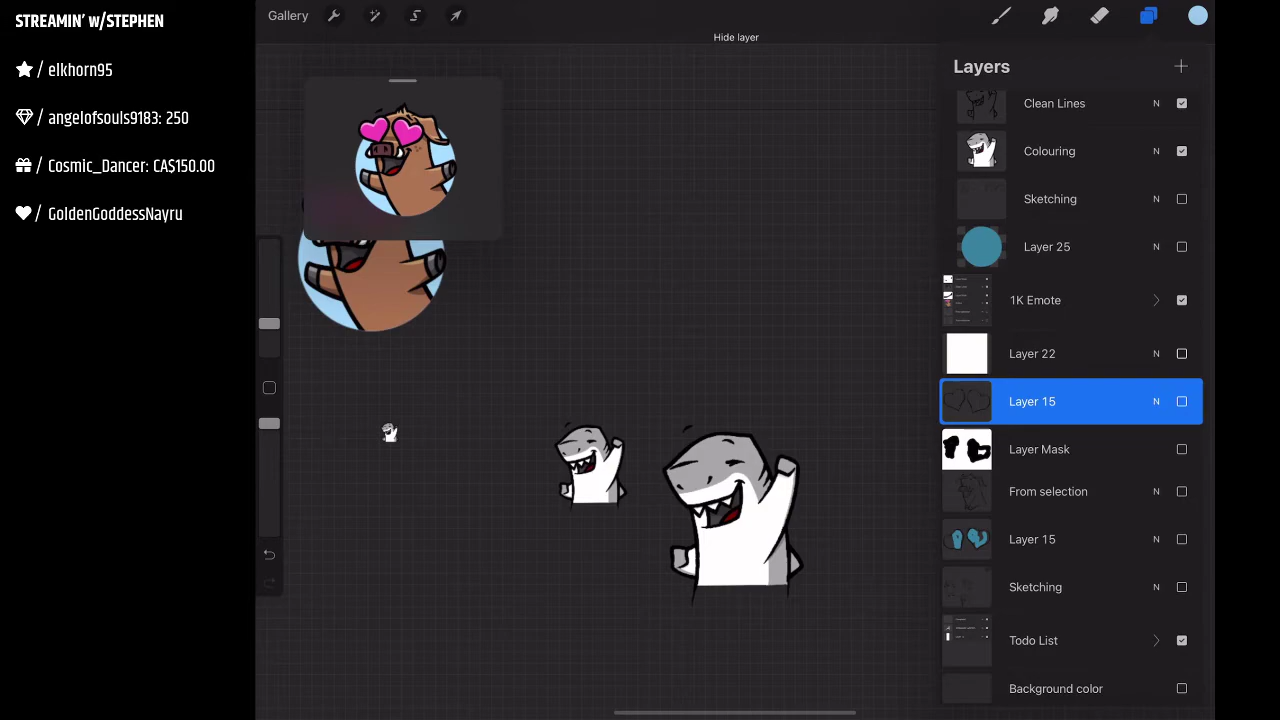 STREAMIN' w/STEPHEN
/ elkhorn95
/ angelofsouls9183: 250
/ Cosmic_Dancer: CA$150.00
/ GoldenGoddessNayru
Gallery
Hide layer
Layers
Clean Lines N
Colouring N
Sketching N
Layer 25 N
1K Emote
Layer 22 N
Layer 15 N
Layer Mask
From selection N
Layer 15 N
Sketching N
Todo List
Background color